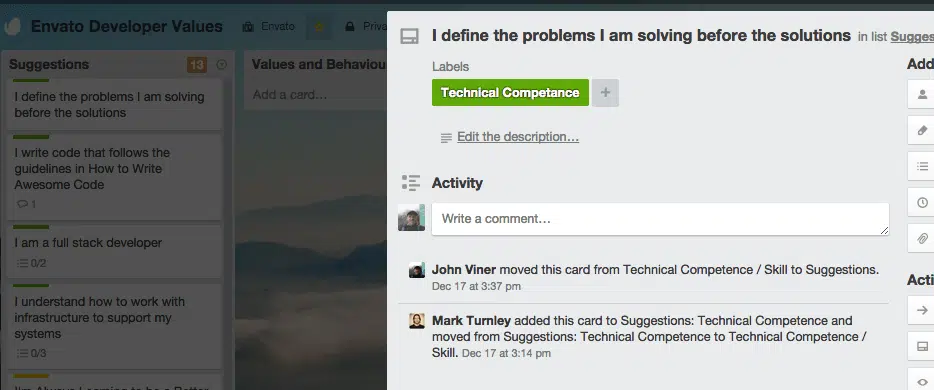 Envato Developer Values
Envato
Priva
Suggestions
13
I define the problems I am solving
before the solutions
I write code that follows the
guidelines in How to Write
Awesome Code
1
I am a full stack developer
0/2
I understand how to work with
infrastructure to support my
systems
0/3
I'm Always Learning to be a Better
Values and Behaviou
Add a card…
I define the problems I am solving before the solutions in list Sugges
Labels
Technical Competance
+
Edit the description…
Activity
Write a comment…
John Viner moved this card from Technical Competence / Skill to Suggestions.
Dec 17 at 3:37 pm
Mark Turnley added this card to Suggestions: Technical Competence and
moved from Suggestions: Technical Competence to Technical Competence /
Skill. Dec 17 at 3:14 pm
Add
Acti